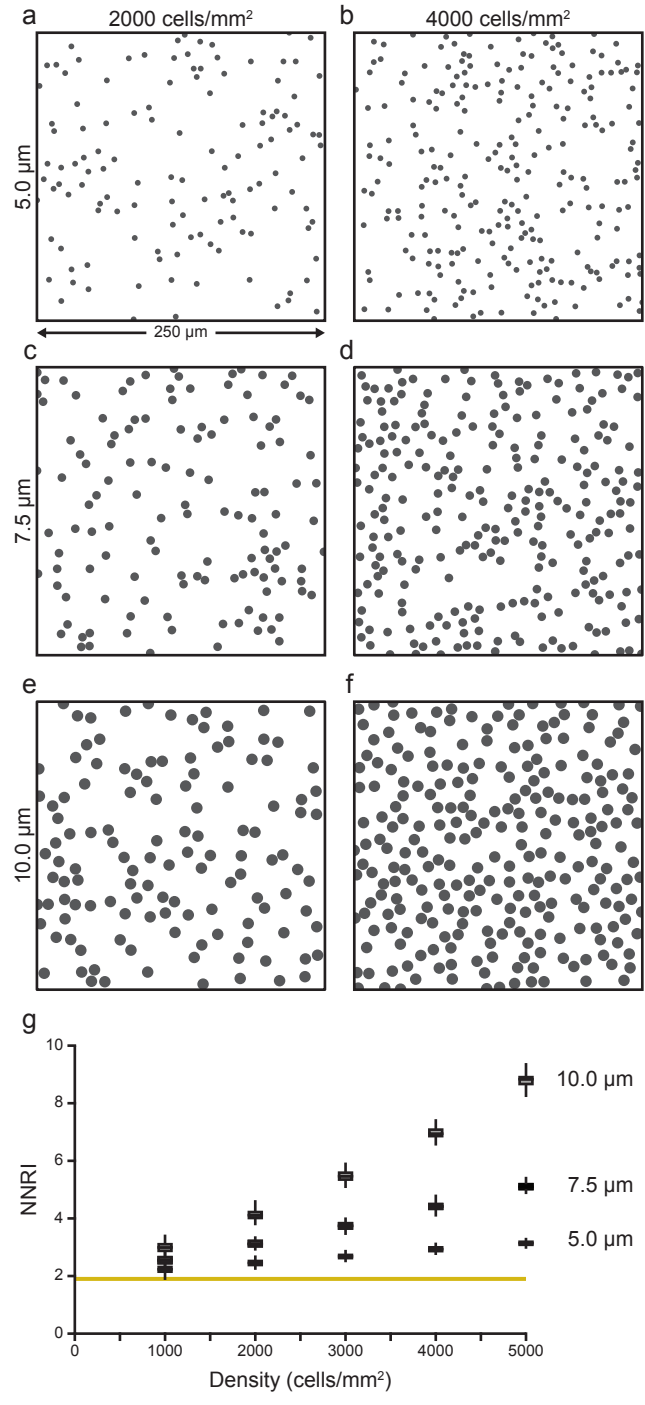 a 2000 cells/mm² b 4000 cells/mm²
5.0 µm
250 µm
c d
7.5 µm
e f
10.0 µm
g
10
8
6
4
2
0
NNRI
10.0 µm
7.5 µm
5.0 µm
0 1000 2000 3000 4000 5000
Density (cells/mm²)